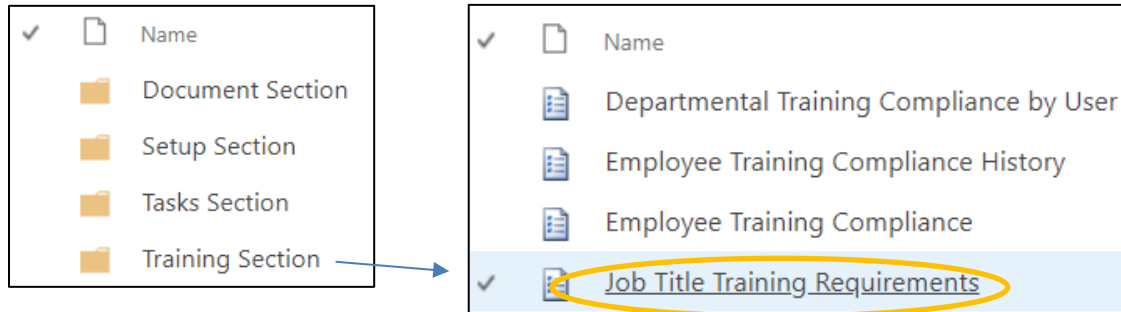 Name
Document Section
Setup Section
Tasks Section
Training Section
Name
Departmental Training Compliance by User
Employee Training Compliance History
Employee Training Compliance
Job Title Training Requirements